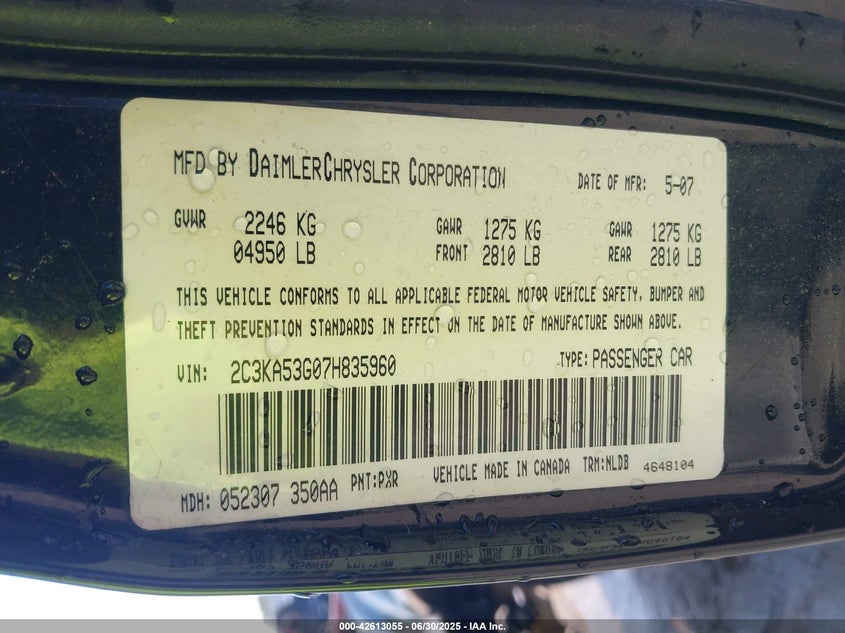 MFD BY DAIMLERCHRYSLER CORPORATION DATE OF MFR: 5-07
GVWR 2246 KG GAWR 1275 KG GAWR 1275 KG
04950 LB FRONT 2810 LB REAR 2810 LB
THIS VEHICLE CONFORMS TO ALL APPLICABLE FEDERAL MOTOR VEHICLE SAFETY, BUMPER AND
THEFT PREVENTION STANDARDS IN EFFECT ON THE DATE OF MANUFACTURE SHOWN ABOVE.
VIN: 2C3KA53G07H835960 TYPE: PASSENGER CAR
MDH: 052307 350AA PNT:PXR VEHICLE MADE IN CANADA TRM:NLDB 4648104
000-42613055 - 06/30/2025 - IAA Inc.